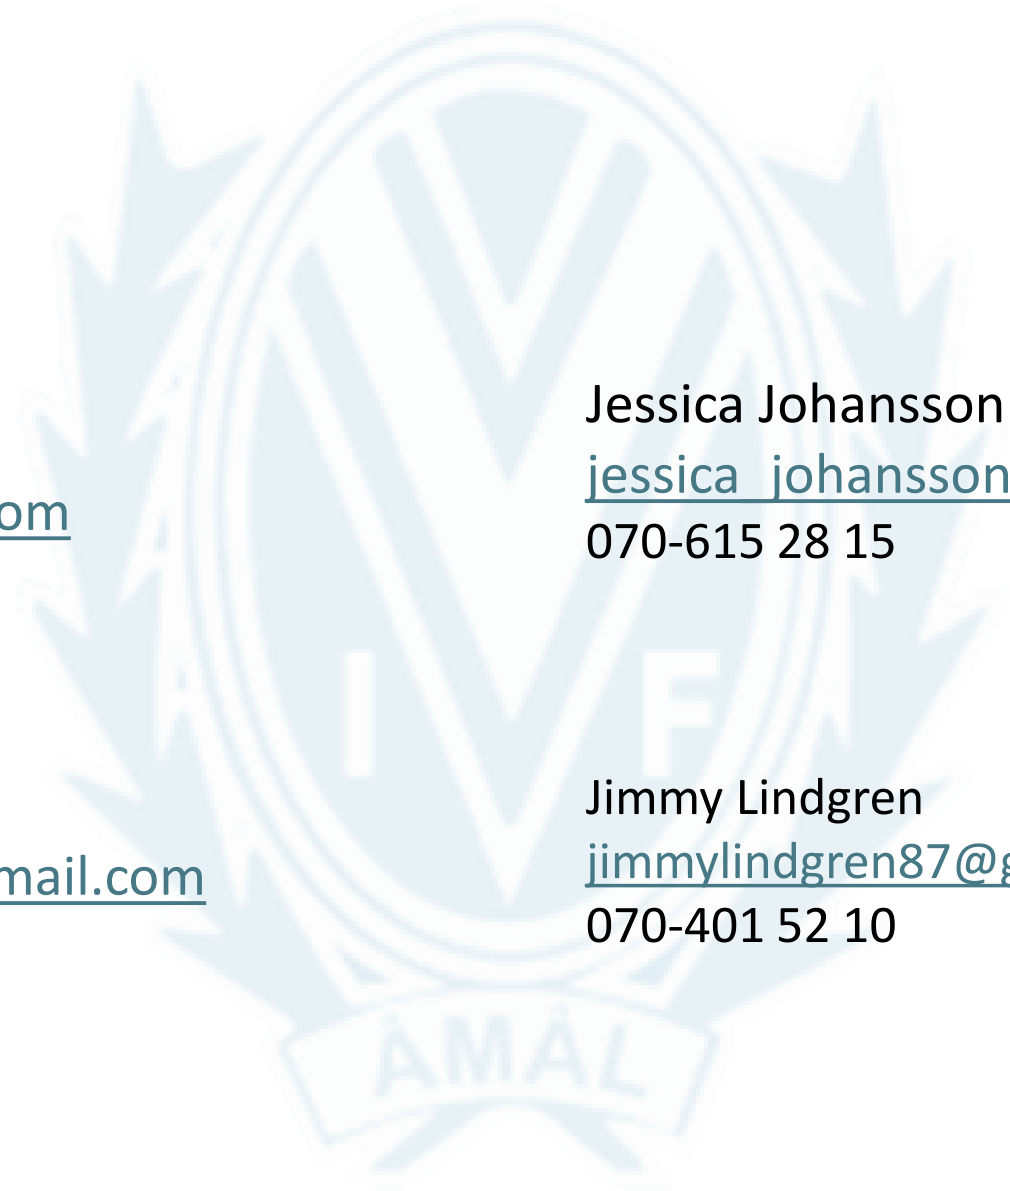 om
mail.com
Jessica Johansson
jessica_johansson
070-615 28 15
Jimmy Lindgren
jimmylindgren87@g
070-401 52 10
V
I F
ÅMÅL